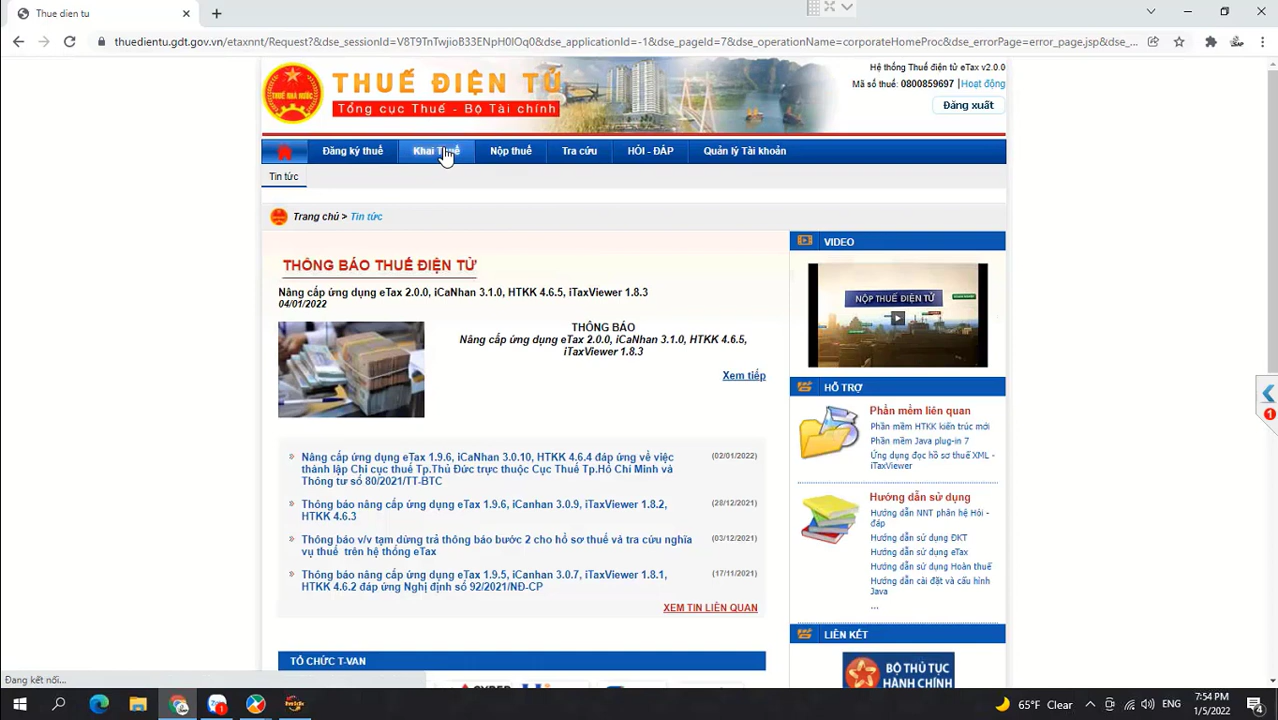 Thue dien tu
thuedientu.gdt.gov.vn/etaxnnt/Request?&dse_sessionId=V8T9TnTwjioB33ENpH0lOq0&dse_applicationId=-1&dse_pageId=7&dse_operationName=corporateHomeProc&dse_errorPage=error_page.jsp&ds...
THUẾ NHÀ NƯỚC
THUẾ ĐIỆN TỬ
Tổng cục Thuế - Bộ Tài chính
Hệ thống Thuế điện tử eTax v2.0.0
Mã số thuế: 0800859697 |Hoạt động
Đăng xuất
Đăng ký thuế
Khai Thuế
Nộp thuế
Tra cứu
HỎI - ĐÁP
Quản lý Tài khoản
Tin tức
Trang chủ > Tin tức
THÔNG BÁO THUẾ ĐIỆN TỬ
Nâng cấp ứng dụng eTax 2.0.0, iCaNhan 3.1.0, HTKK 4.6.5, iTaxViewer 1.8.3
04/01/2022
THÔNG BÁO
Nâng cấp ứng dụng eTax 2.0.0, iCaNhan 3.1.0, HTKK 4.6.5,
iTaxViewer 1.8.3
Xem tiếp
Nâng cấp ứng dụng eTax 1.9.6, iCaNhan 3.0.10, HTKK 4.6.4 đáp ứng về việc
(02/01/2022)
thành lập Chi cục thuế Tp.Thủ Đức trực thuộc Cục Thuế Tp.Hồ Chí Minh và
Thông tư số 80/2021/TT-BTC
Thông báo nâng cấp ứng dụng eTax 1.9.6, iCanhan 3.0.9, iTaxViewer 1.8.2,
(28/12/2021)
HTKK 4.6.3
Thông báo v/v tạm dừng trả thông báo bước 2 cho hồ sơ thuế và tra cứu nghĩa
(03/12/2021)
vụ thuế trên hệ thống eTax
Thông báo nâng cấp ứng dụng eTax 1.9.5, iCanhan 3.0.7, iTaxViewer 1.8.1,
(17/11/2021)
HTKK 4.6.2 đáp ứng Nghị định số 92/2021/NĐ-CP
XEM TIN LIÊN QUAN
TỔ CHỨC T-VAN
VIDEO
NỘP THUẾ ĐIỆN TỬ
HỖ TRỢ
Phần mềm liên quan
Phần mềm HTKK kiến trúc mới
Phần mềm Java plug-in 7
Ứng dụng đọc hồ sơ thuế XML -
iTaxViewer
Hướng dẫn sử dụng
Hướng dẫn NNT phân hệ Hỏi -
đáp
Hướng dẫn sử dụng ĐKT
Hướng dẫn sử dụng eTax
Hướng dẫn sử dụng Hoàn thuế
Hướng dẫn cài đặt và cấu hình
Java
...
LIÊN KẾT
BỘ THỦ TỤC
HÀNH CHÍNH
1
Đang kết nối...
65°F Clear
ENG
7:54 PM
1/5/2022
4